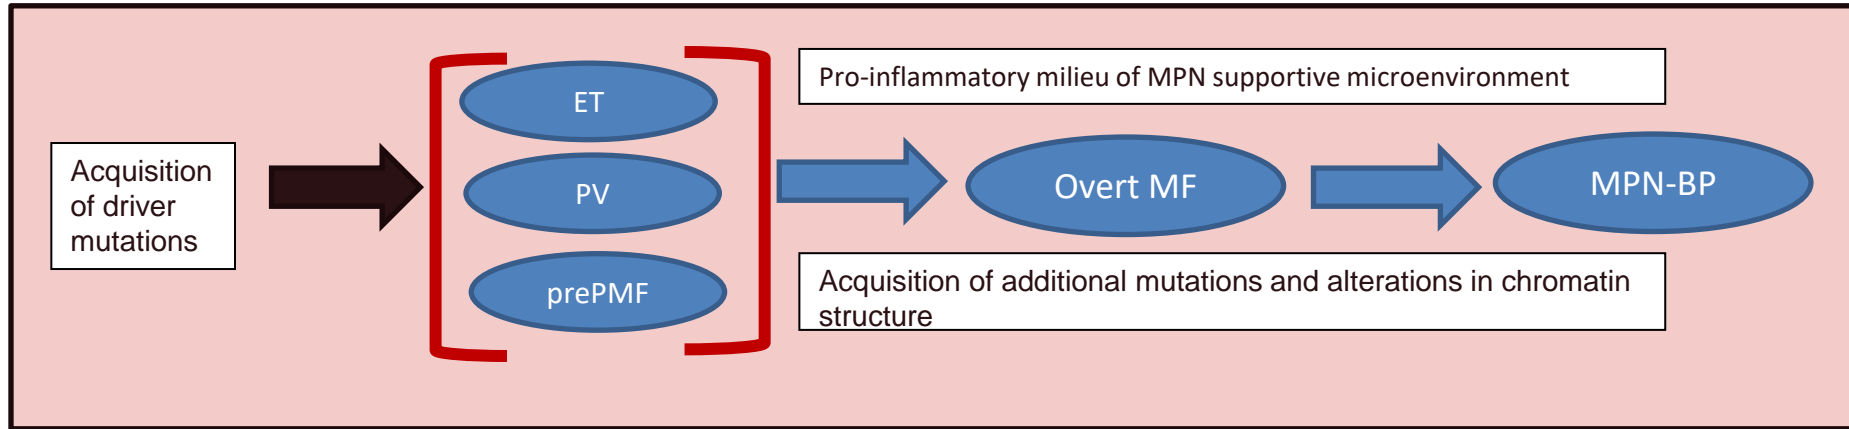 Acquisition
of driver
mutations
ET
PV
prePMF
Pro-inflammatory milieu of MPN supportive microenvironment
Overt MF
MPN-BP
Acquisition of additional mutations and alterations in chromatin
structure